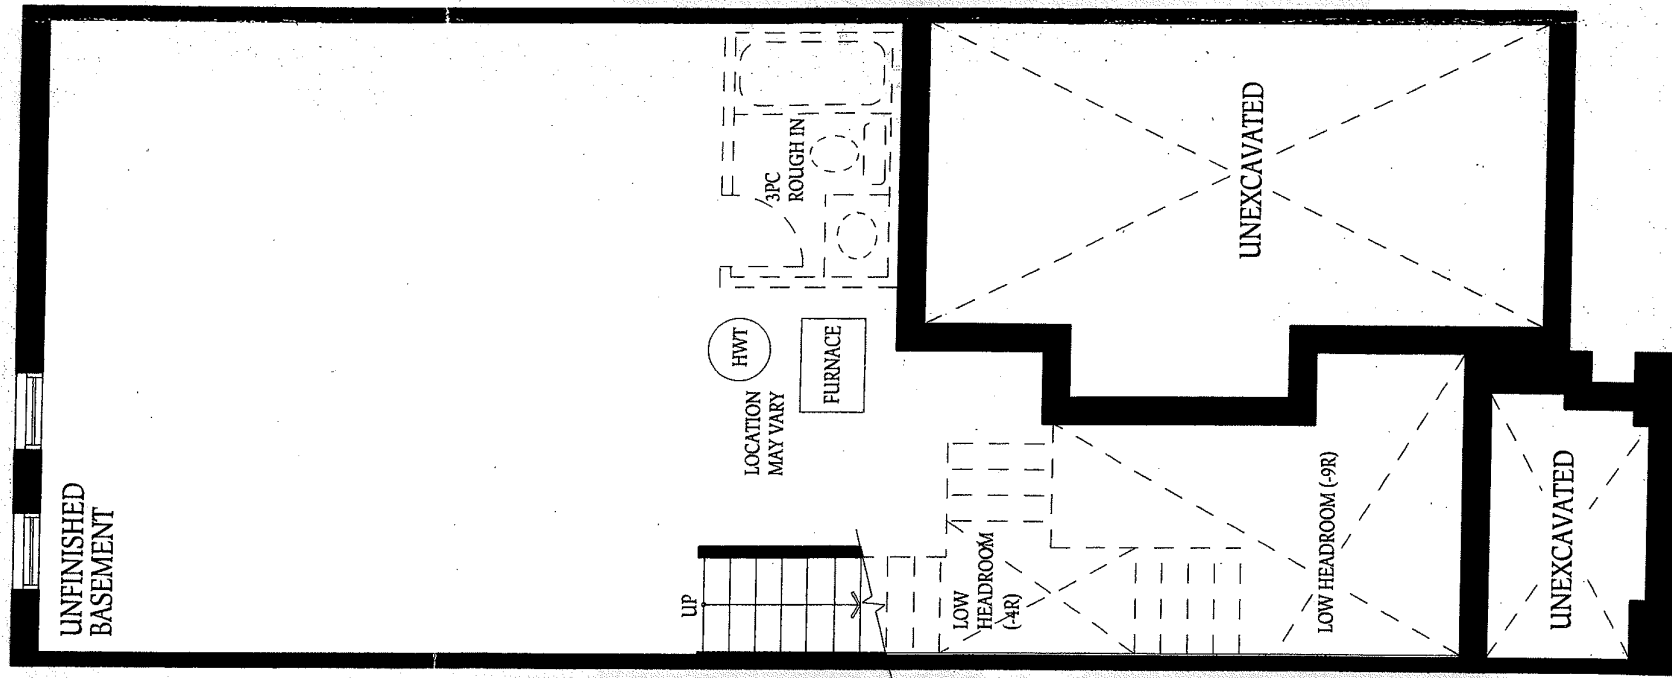 UNFINISHED
BASEMENT
UP
LOCATION
MAY VARY
HWT
FURNACE
3PC
ROUGH IN
LOW
HEADROOM
(-4R)
LOW HEADROOM (-9R)
UNEXCAVATED
UNEXCAVATED